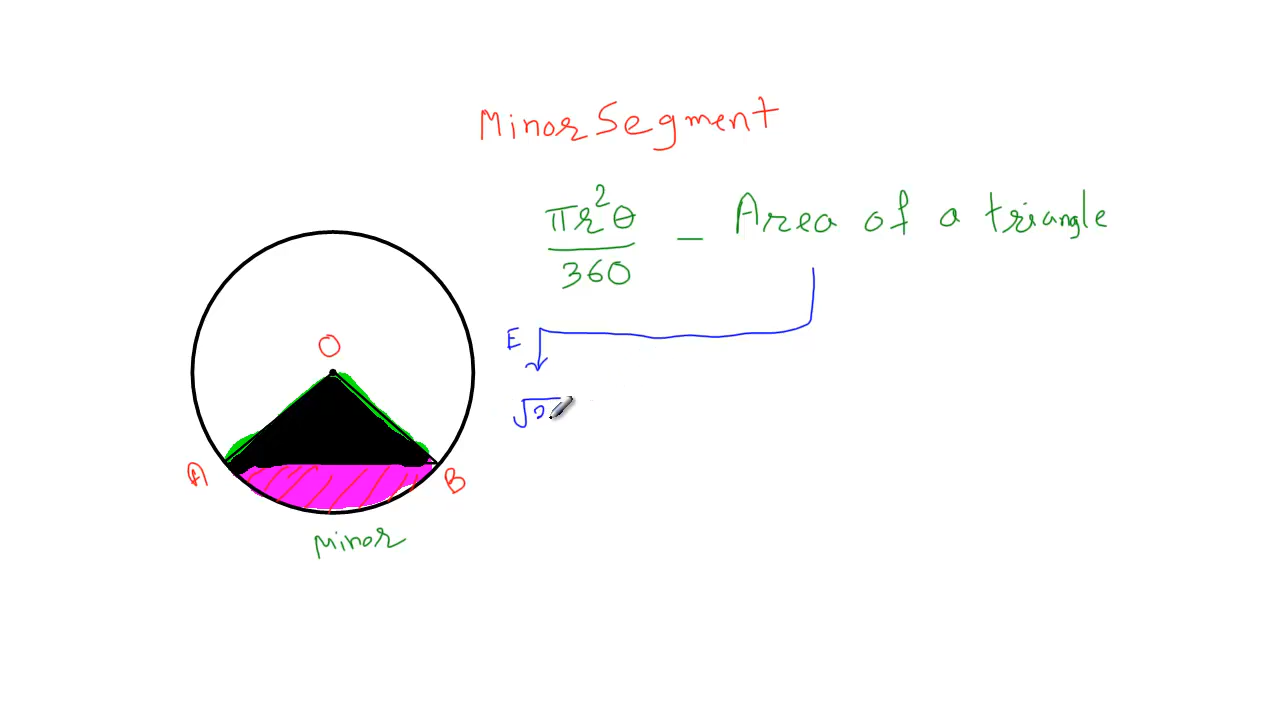 Minor Segment
πr²θ
360
– Area of a triangle
E
O
A
B
Minor